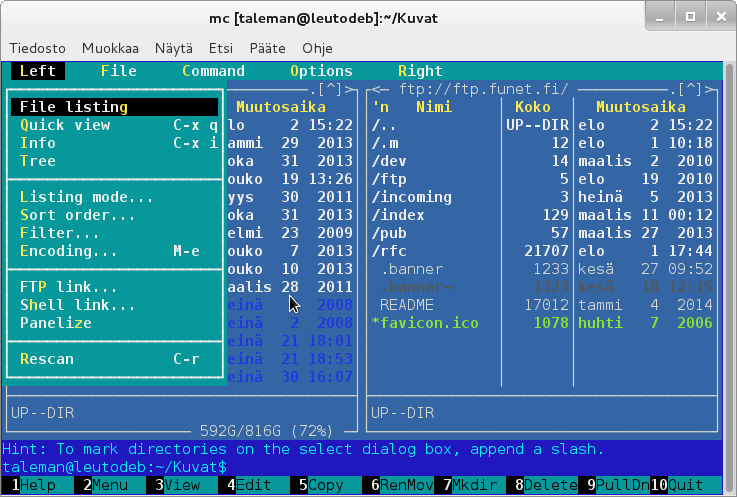 mc [taleman@leutodeb]:~/Kuvat
Tiedosto Muokkaa Näytä Etsi Pääte Ohje
Left File Command Options Right
.[^]> <─ ftp://ftp.funet.fi/ .[^]>
File listing Muutosaika 'n Nimi Koko Muutosaika
Quick view C-x q lo 2 15:22 /.. UP--DIR elo 2 15:22
Info C-x i ammi 29 2013 /.m 12 elo 1 10:18
Tree oka 31 2013 /dev 14 maalis 2 2010
ouko 19 13:26 /ftp 5 elo 19 2010
Listing mode... yys 30 2011 /incoming 3 heinä 5 2013
Sort order... oka 31 2013 /index 129 maalis 11 00:12
Filter... elmi 23 2009 /pub 57 maalis 27 2013
Encoding... M-e ouko 7 2013 /rfc 21707 elo 1 17:44
ouko 10 2013 .banner 1233 kesä 27 09:52
FTP link... aalis 28 2011 .banner~ 1323 kesä 18 12:15
Shell link... einä 2008 README 17012 tammi 4 2014
Panelize einä 2 2008 *favicon.ico 1078 huhti 7 2006
einä 21 18:01
Rescan C-r einä 21 18:53
einä 30 16:07
UP--DIR UP--DIR
592G/816G (72%)
Hint: To mark directories on the select dialog box, append a slash.
taleman@leutodeb:~/Kuvat$
1Help 2Menu 3View 4Edit 5Copy 6RenMov 7Mkdir 8Delete 9PullDn 10Quit